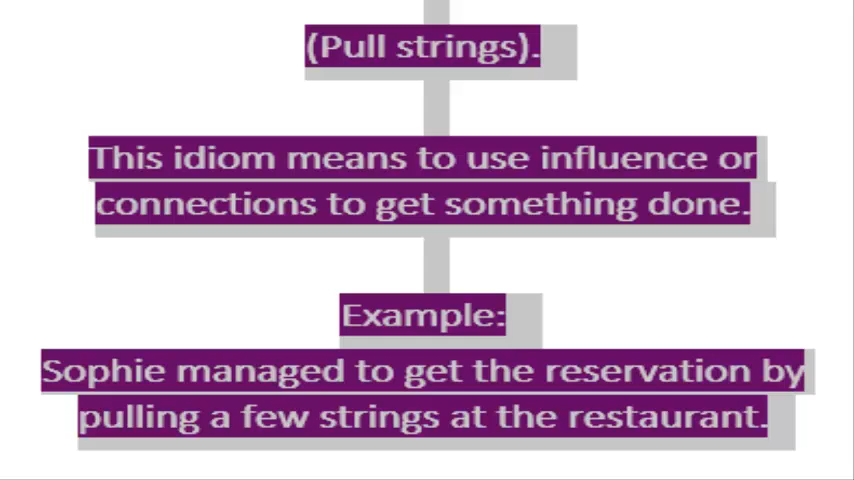 (Pull strings).
This idiom means to use influence or
connections to get something done.
Example:
Sophie managed to get the reservation by
pulling a few strings at the restaurant.